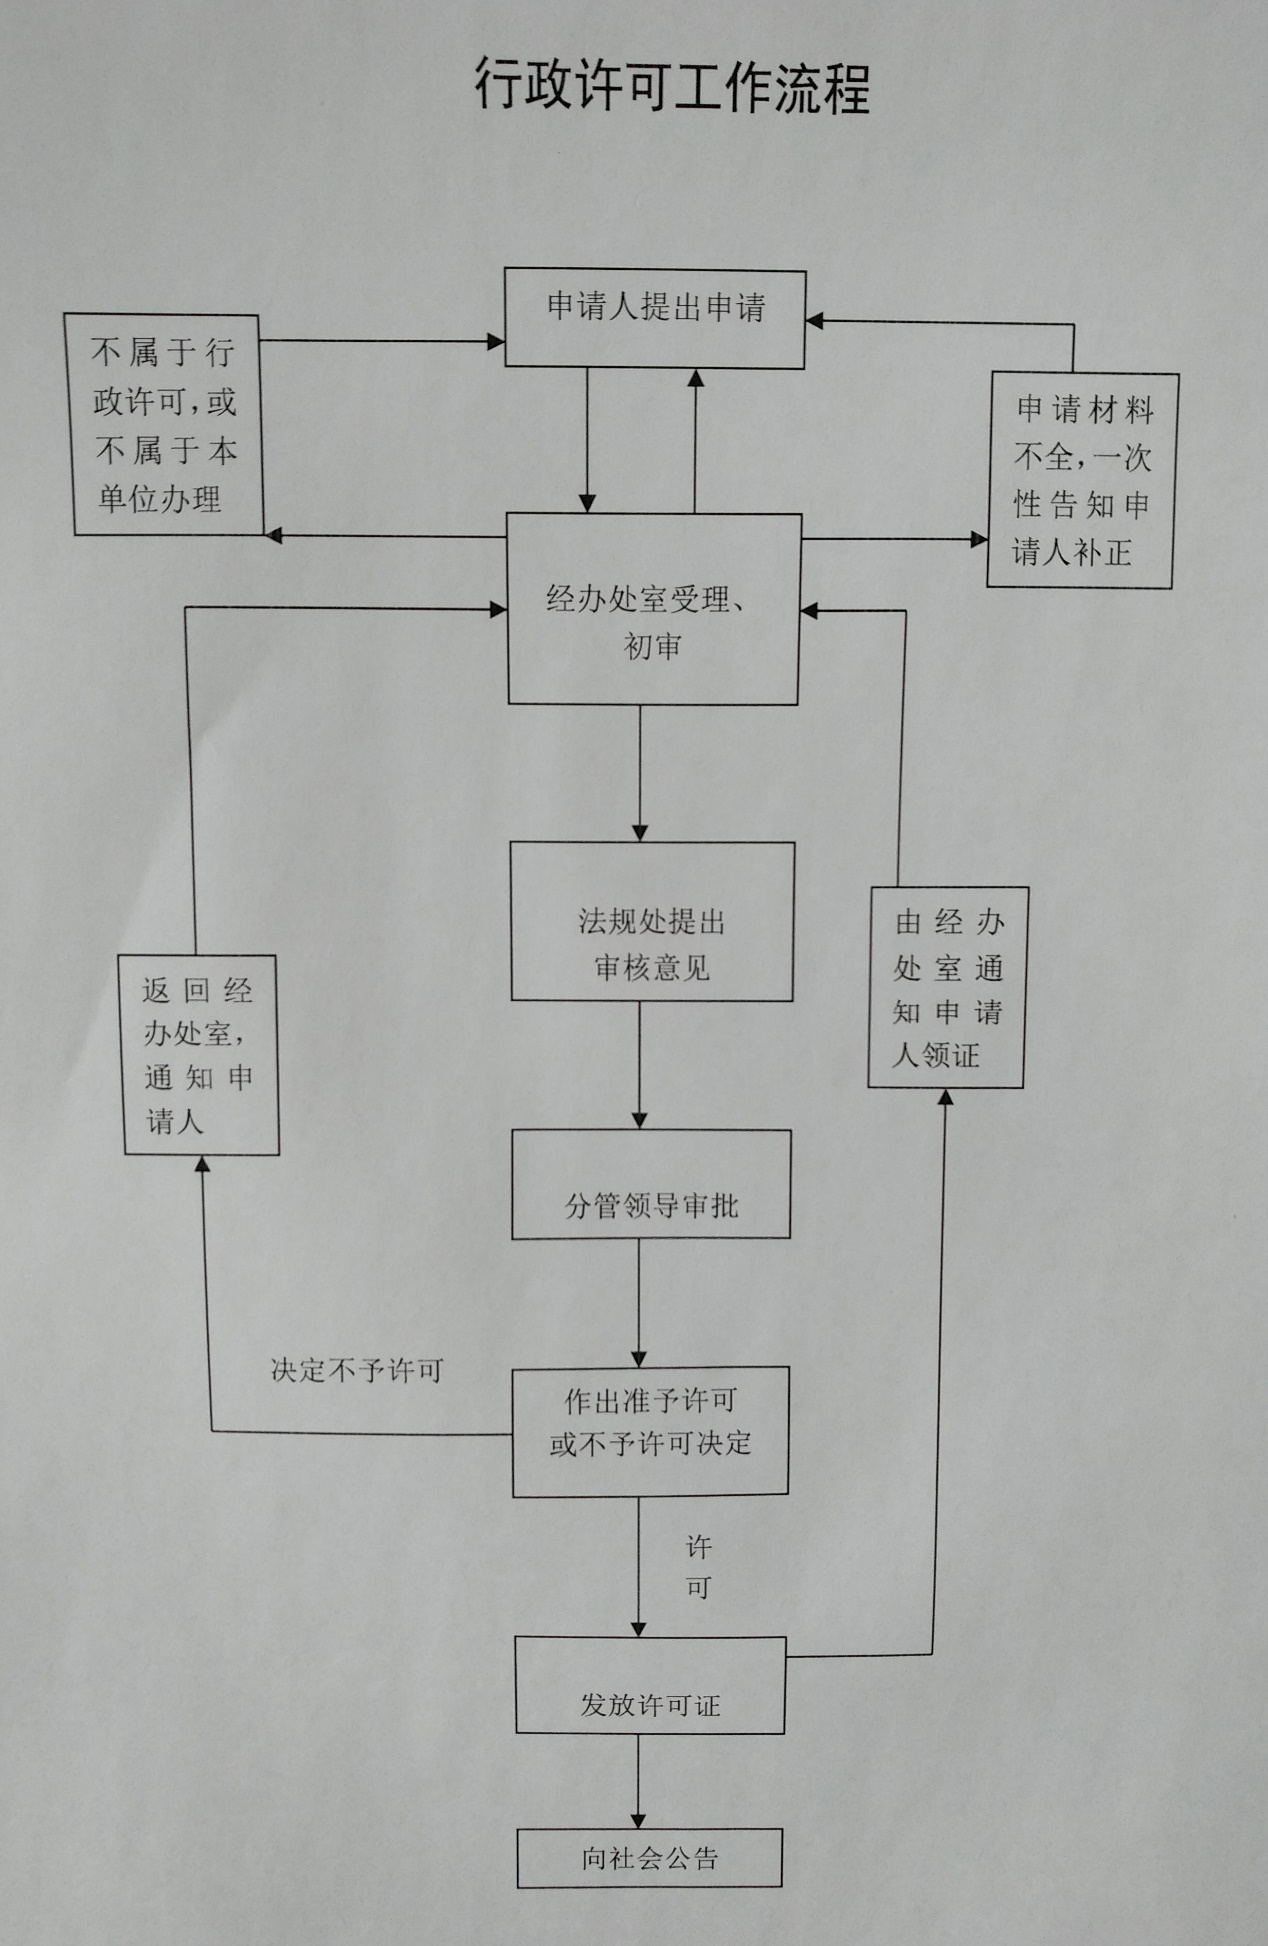 行政许可工作流程
申请人提出申请
不属于行
政许可，或
不属于本
单位办理
申请材料
不全，一次
性告知申
请人补正
经办处室受理、
初审
法规处提出
审核意见
由经办
处室通
知申请
人领证
返回经
办处室，
通知申
请人
分管领导审批
决定不予许可
作出准予许可
或不予许可决定
许
可
发放许可证
向社会公告